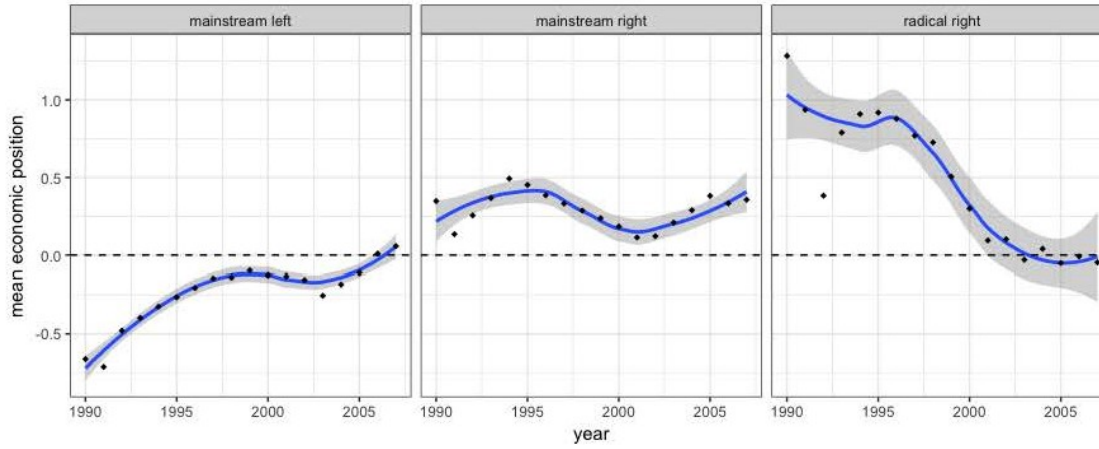 mainstream left
mainstream right
radical right
mean economic position
1.0
0.5
0.0
-0.5
1990 1995 2000 2005
1990 1995 2000 2005
1990 1995 2000 2005
year